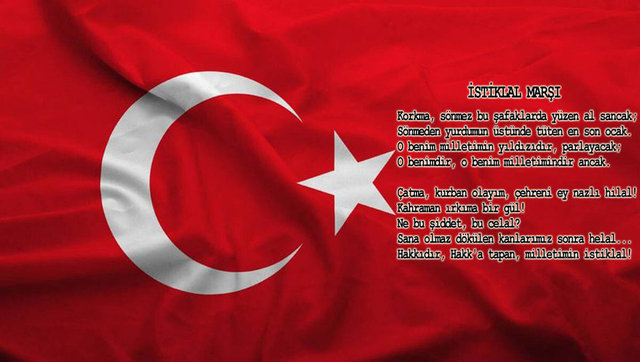 İSTİKLAL MARŞI
Korkma, sönmez bu şafaklarda yüzen al sancak;
Sönmeden yurdumun üstünde tüten en son ocak.
O benim milletimin yıldızıdır, parlayacak;
O benimdir, o benim milletimindir ancak.
Çatma, kurban olayım, çehreni ey nazlı hilal!
Kahraman ırkıma bir gül!
Ne bu şiddet, bu celal?
Sana olmaz dökülen kanlarımız sonra helal...
Hakkıdır, Hakk'a tapan, milletimin istiklal!